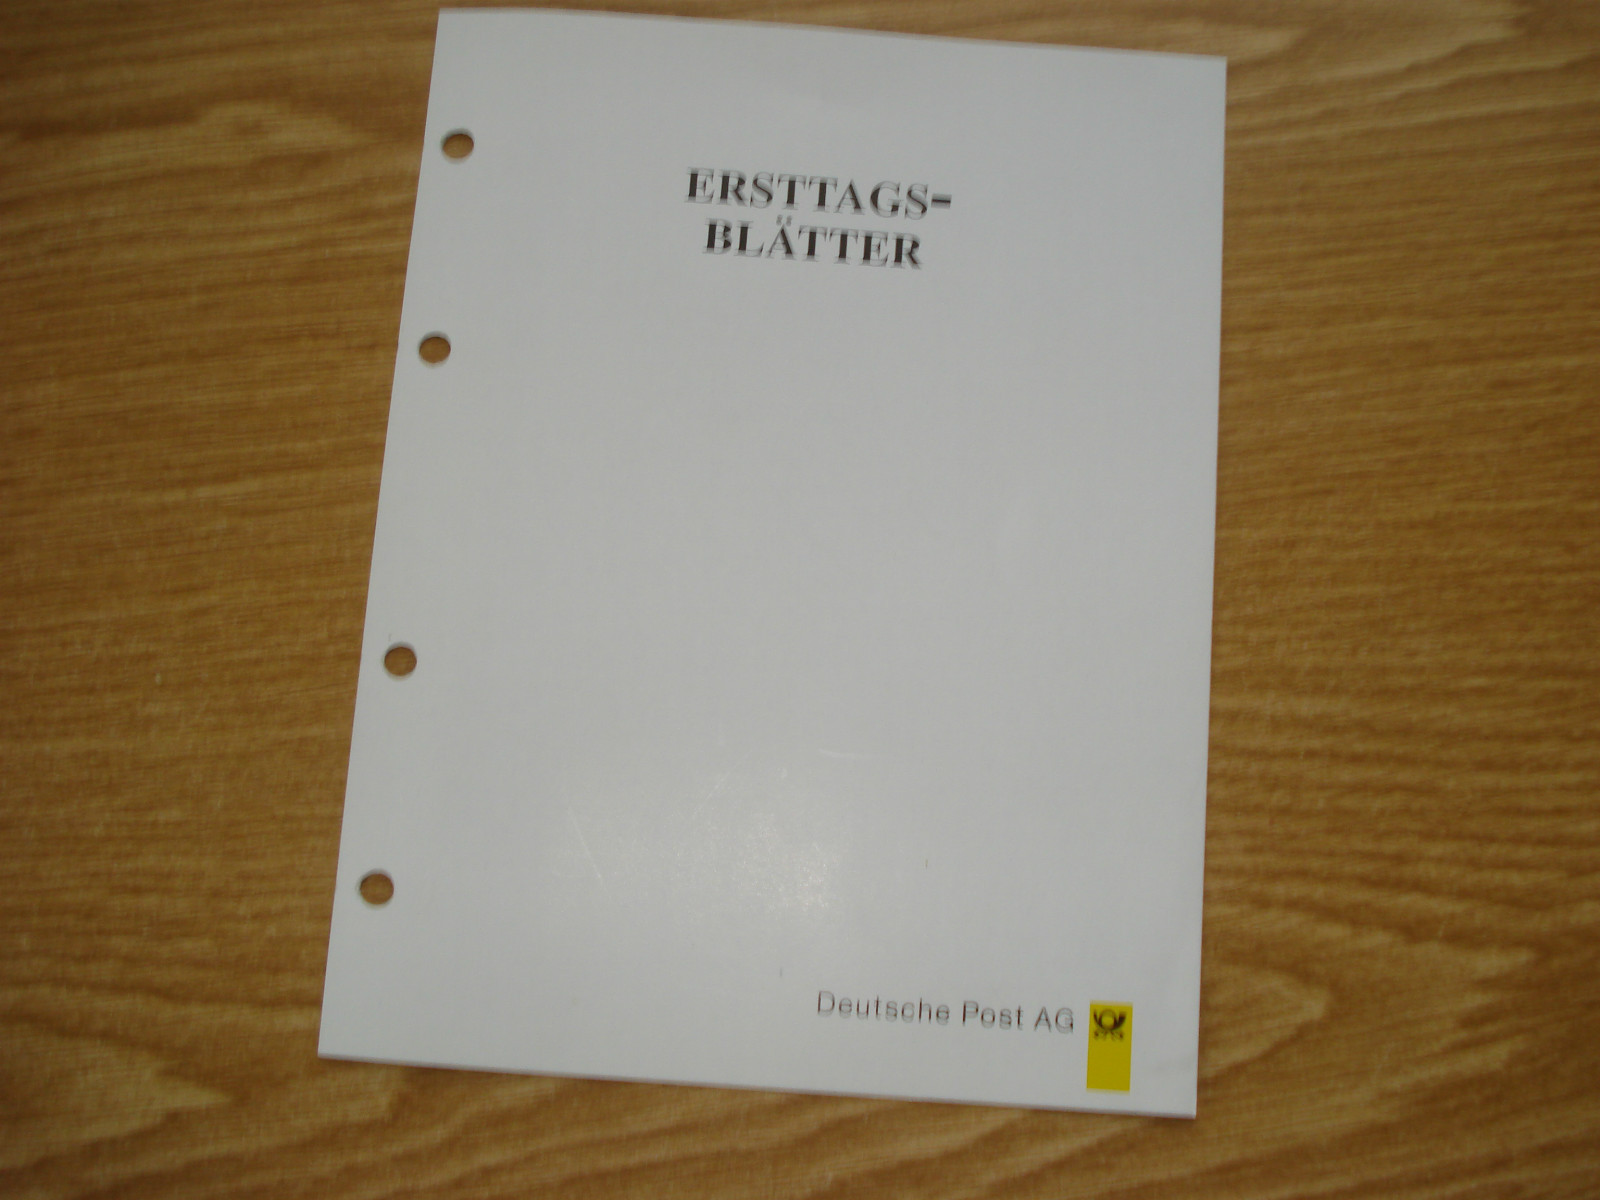 ERSTTAGS-
BLÄTTER
Deutsche Post AG